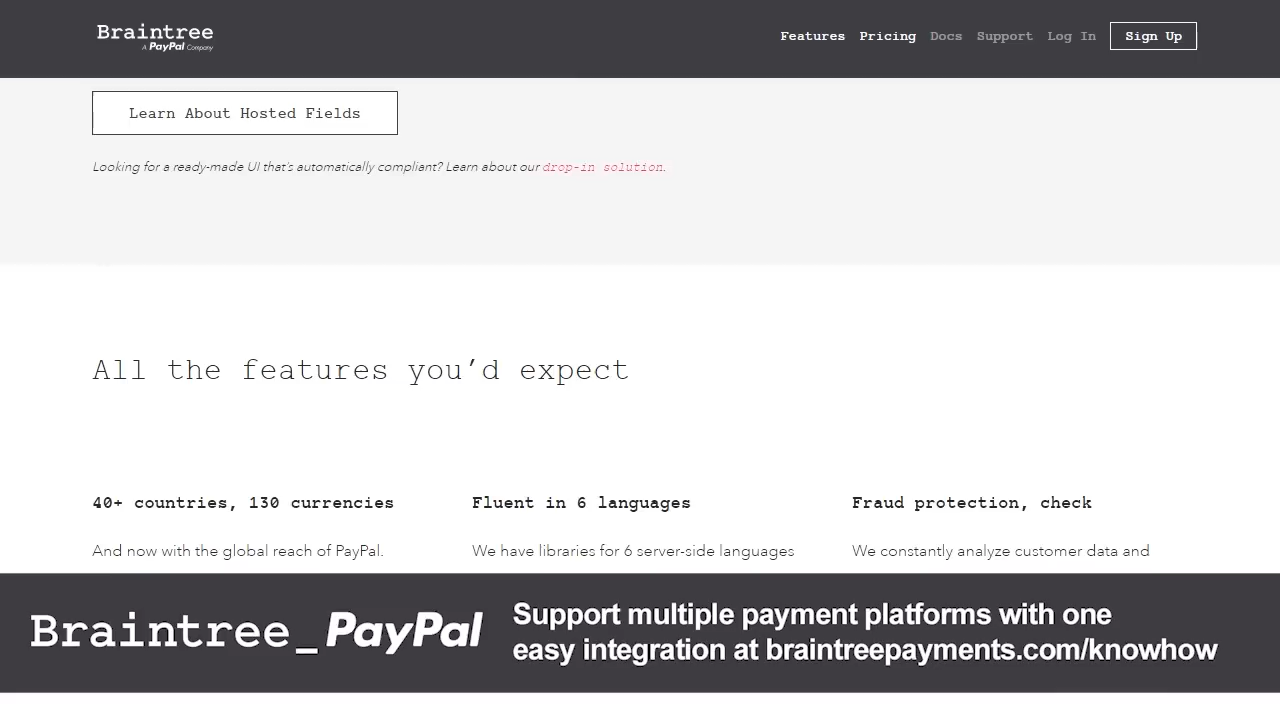 Braintree
A PayPal Company
Features Pricing Docs Support Log In Sign Up
Learn About Hosted Fields
Looking for a ready-made UI that's automatically compliant? Learn about our drop-in solution.
All the features you’d expect
40+ countries, 130 currencies
Fluent in 6 languages
Fraud protection, check
And now with the global reach of PayPal.
We have libraries for 6 server-side languages
We constantly analyze customer data and
Braintree_PayPal
Support multiple payment platforms with one
easy integration at braintreepayments.com/knowhow